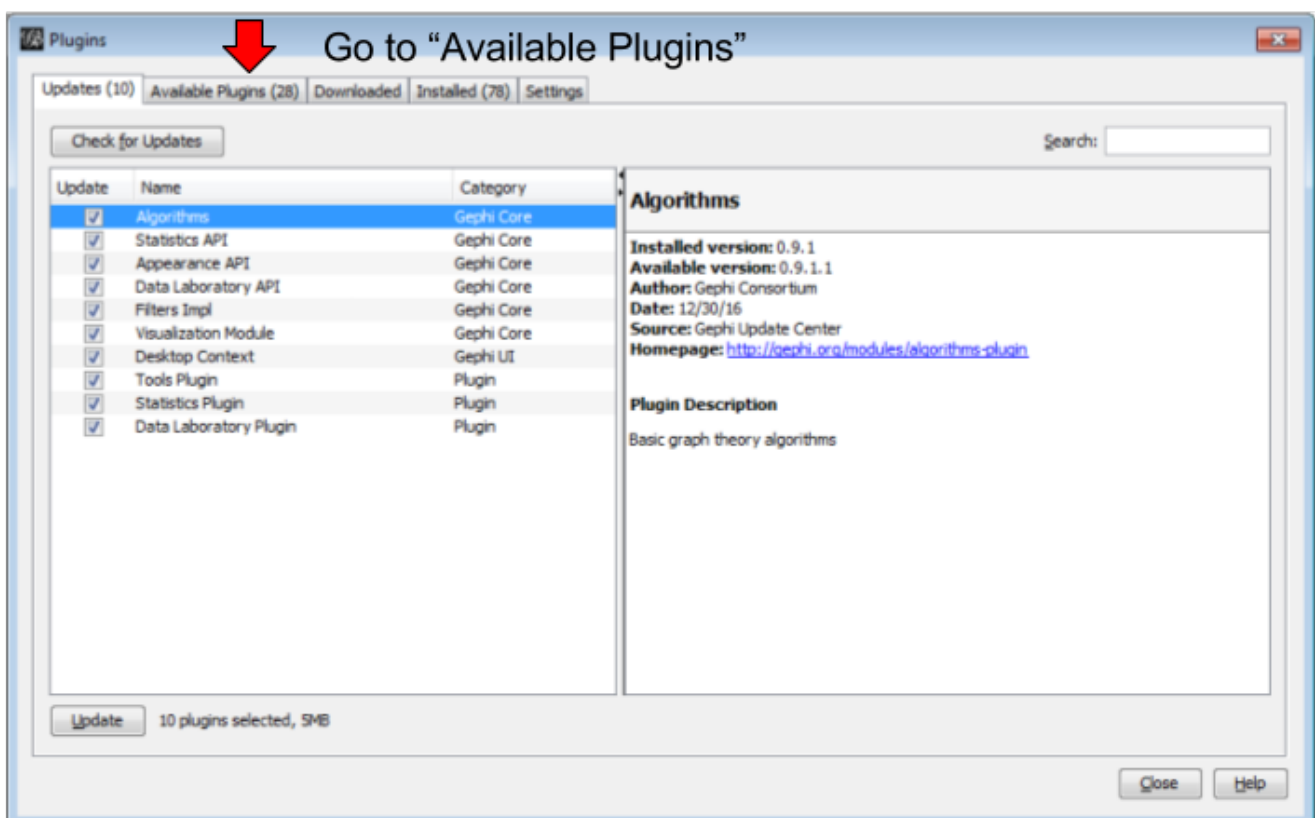 Plugins
Go to “Available Plugins”
Updates (10) Available Plugins (28) Downloaded Installed (78) Settings
Check for Updates
Search:
Update Name Category
Algorithms Gephi Core
Statistics API Gephi Core
Appearance API Gephi Core
Data Laboratory API Gephi Core
Filters Impl Gephi Core
Visualization Module Gephi Core
Desktop Context Gephi UI
Tools Plugin Plugin
Statistics Plugin Plugin
Data Laboratory Plugin Plugin
Algorithms
Installed version: 0.9.1
Available version: 0.9.1.1
Author: Gephi Consortium
Date: 12/30/16
Source: Gephi Update Center
Homepage: http://gephi.org/modules/algorithms-plugin
Plugin Description
Basic graph theory algorithms
Update 10 plugins selected, 5MB
Close Help